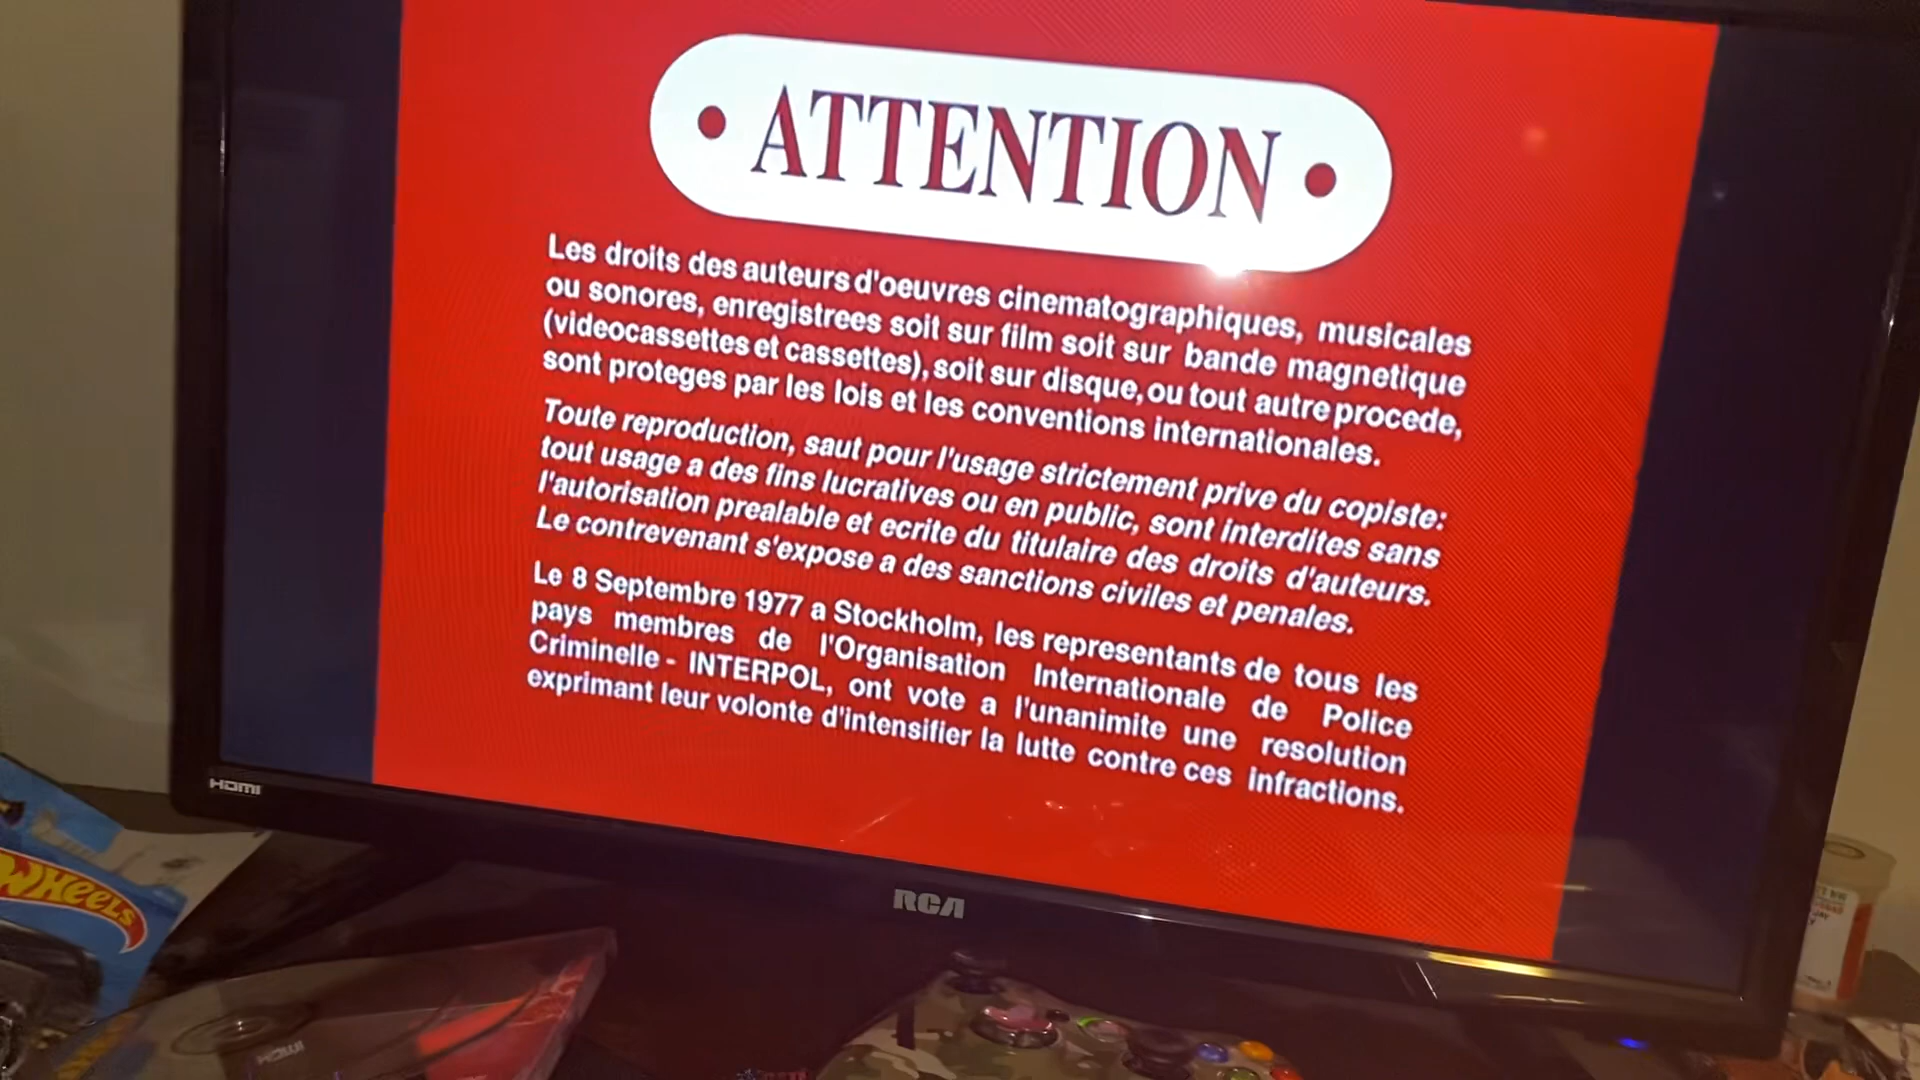 • ATTENTION •
Les droits des auteurs d'oeuvres cinematographiques, musicales
ou sonores, enregistrees soit sur film soit sur bande magnetique
(videocassettes et cassettes), soit sur disque, ou tout autre procede,
sont proteges par les lois et les conventions internationales.
Toute reproduction, saut pour l'usage strictement prive du copiste:
tout usage a des fins lucratives ou en public, sont interdites sans
l'autorisation prealable et ecrite du titulaire des droits d'auteurs.
Le contrevenant s'expose a des sanctions civiles et penales.
Le 8 Septembre 1977 a Stockholm, les representants de tous les
pays membres de l'Organisation Internationale de Police
Criminelle - INTERPOL, ont vote a l'unanimite une resolution
exprimant leur volonte d'intensifier la lutte contre ces infractions.
HDMI
RCA
WHEELS